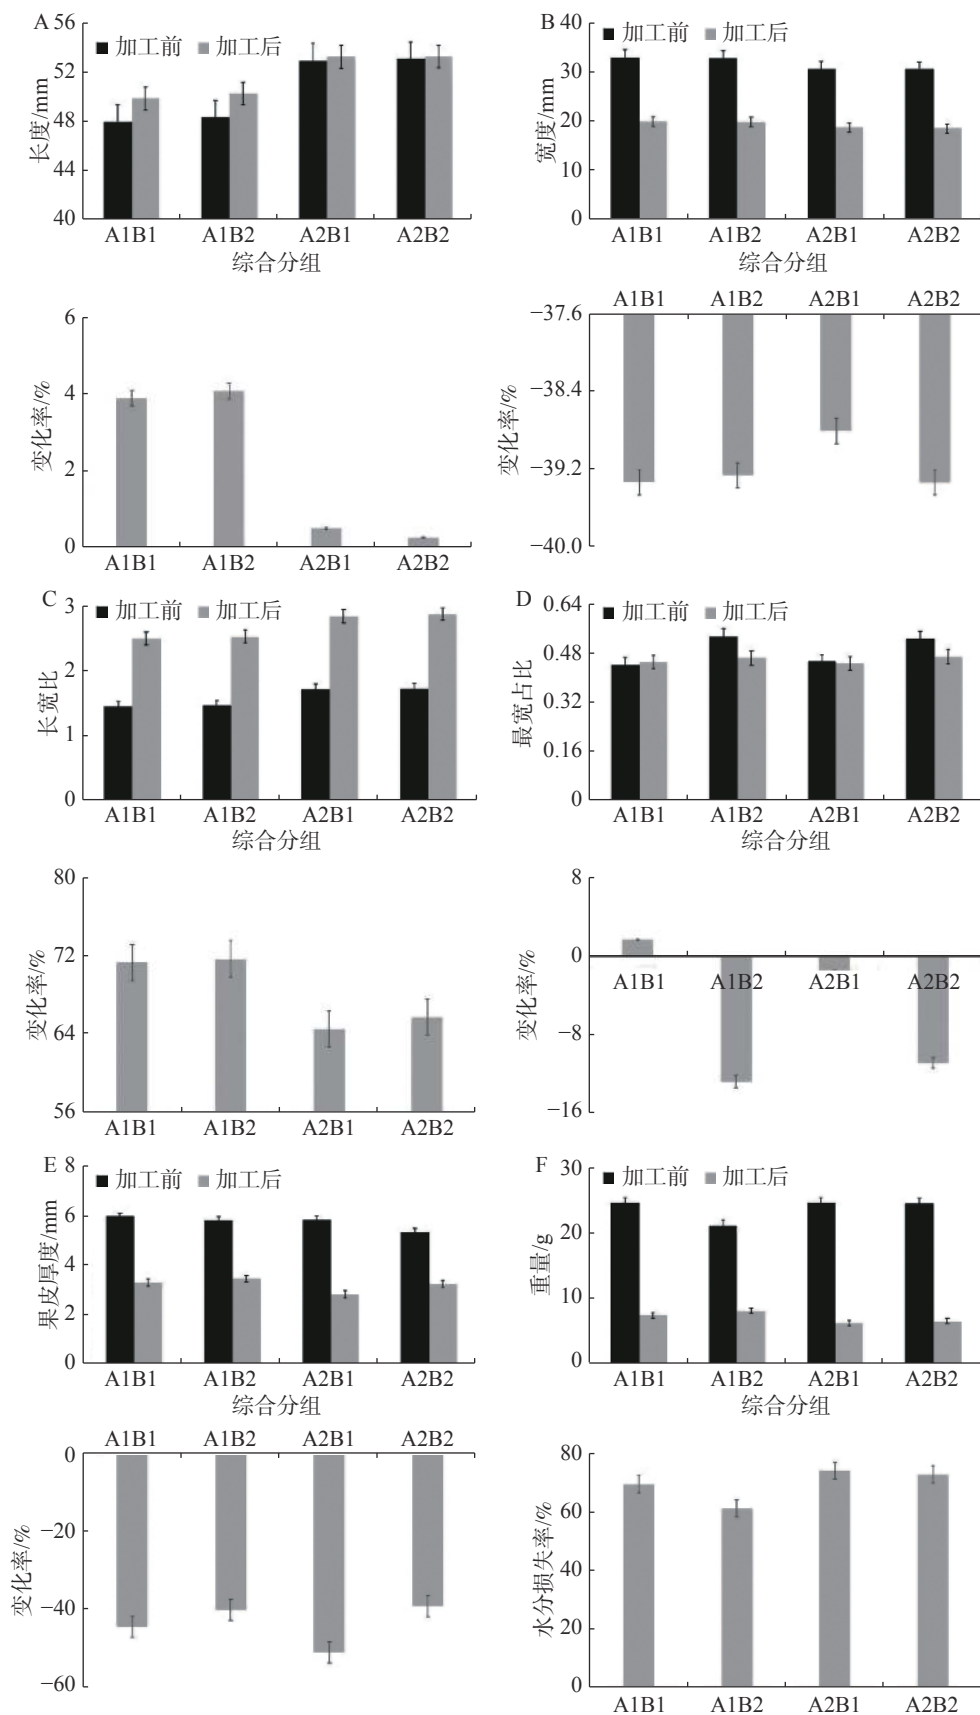 A
加工前 加工后
长度/mm
56
52
48
44
40
A1B1 A1B2 A2B1 A2B2
综合分组
变化率/%
6
4
2
0
A1B1 A1B2 A2B1 A2B2
B
加工前 加工后
宽度/mm
40
30
20
10
0
A1B1 A1B2 A2B1 A2B2
综合分组
A1B1 A1B2 A2B1 A2B2
变化率/%
−37.6
−38.4
−39.2
−40.0
C
加工前 加工后
长宽比
3
2
1
0
A1B1 A1B2 A2B1 A2B2
综合分组
变化率/%
80
72
64
56
A1B1 A1B2 A2B1 A2B2
D
加工前 加工后
最宽占比
0.64
0.48
0.32
0.16
0
A1B1 A1B2 A2B1 A2B2
综合分组
变化率/%
8
0
−8
−16
A1B1 A1B2 A2B1 A2B2
E
加工前 加工后
果皮厚度/mm
8
6
4
2
0
A1B1 A1B2 A2B1 A2B2
综合分组
A1B1 A1B2 A2B1 A2B2
变化率/%
0
−20
−40
−60
F
加工前 加工后
重量/g
30
20
10
0
A1B1 A1B2 A2B1 A2B2
综合分组
水分损失率/%
80
60
40
20
0
A1B1 A1B2 A2B1 A2B2